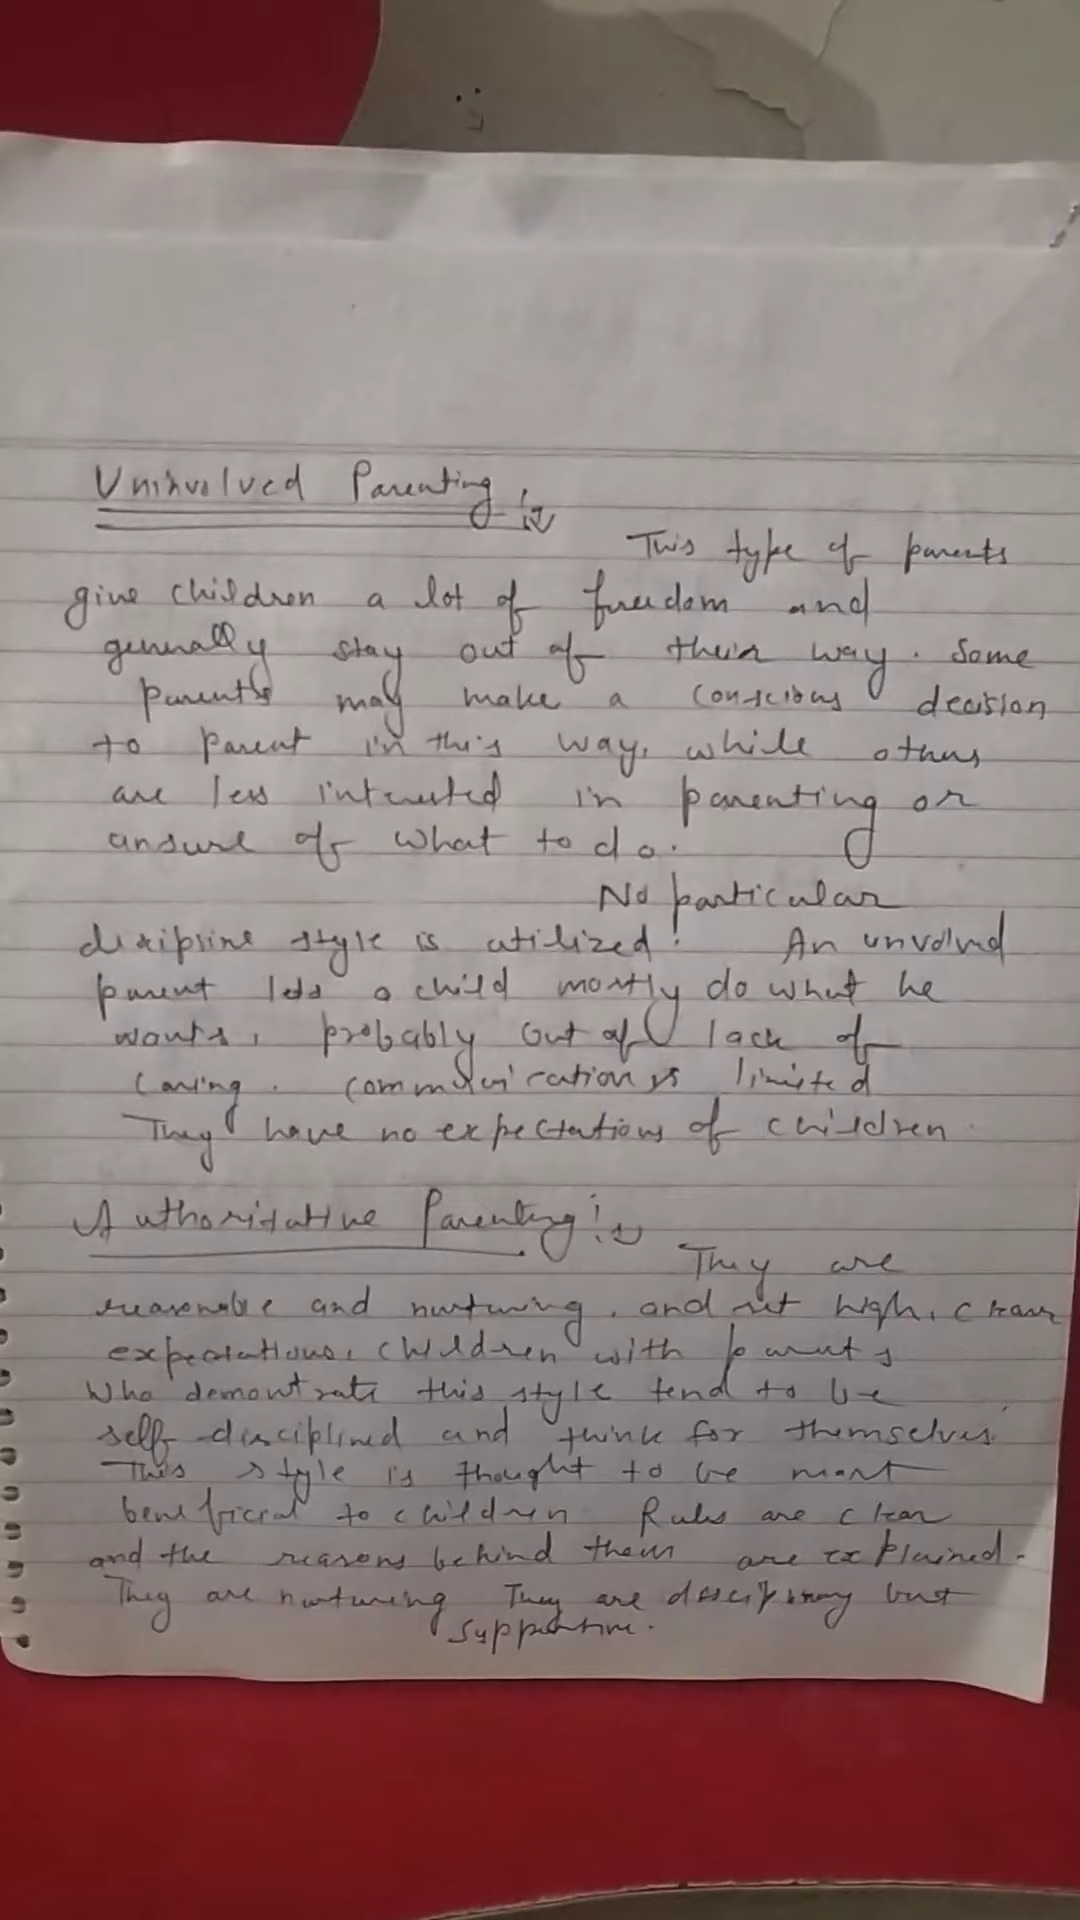 Uninvolved Parenting :-
This type of parents
give children a lot of freedom and
generally stay out of their way. Some
parents may make a conscious decision
to parent in this way, while others
are less interested in parenting or
unsure of what to do.
No particular
discipline style is utilized! An unvolved
parent lets a child mostly do what he
wants, probably out of lack of
caring. communication is limited
They have no expectations of children.
Authoritative Parenting :-
They are
reasonable and nurturing, and set high, clear
expectations, children with parents
who demontrate this style tend to be
self-disciplined and think for themselves.
This style is thought to be most
beneficial to children Rules are clear
and the reasons behind them are explained.
They are nurturing They are but
supportive.